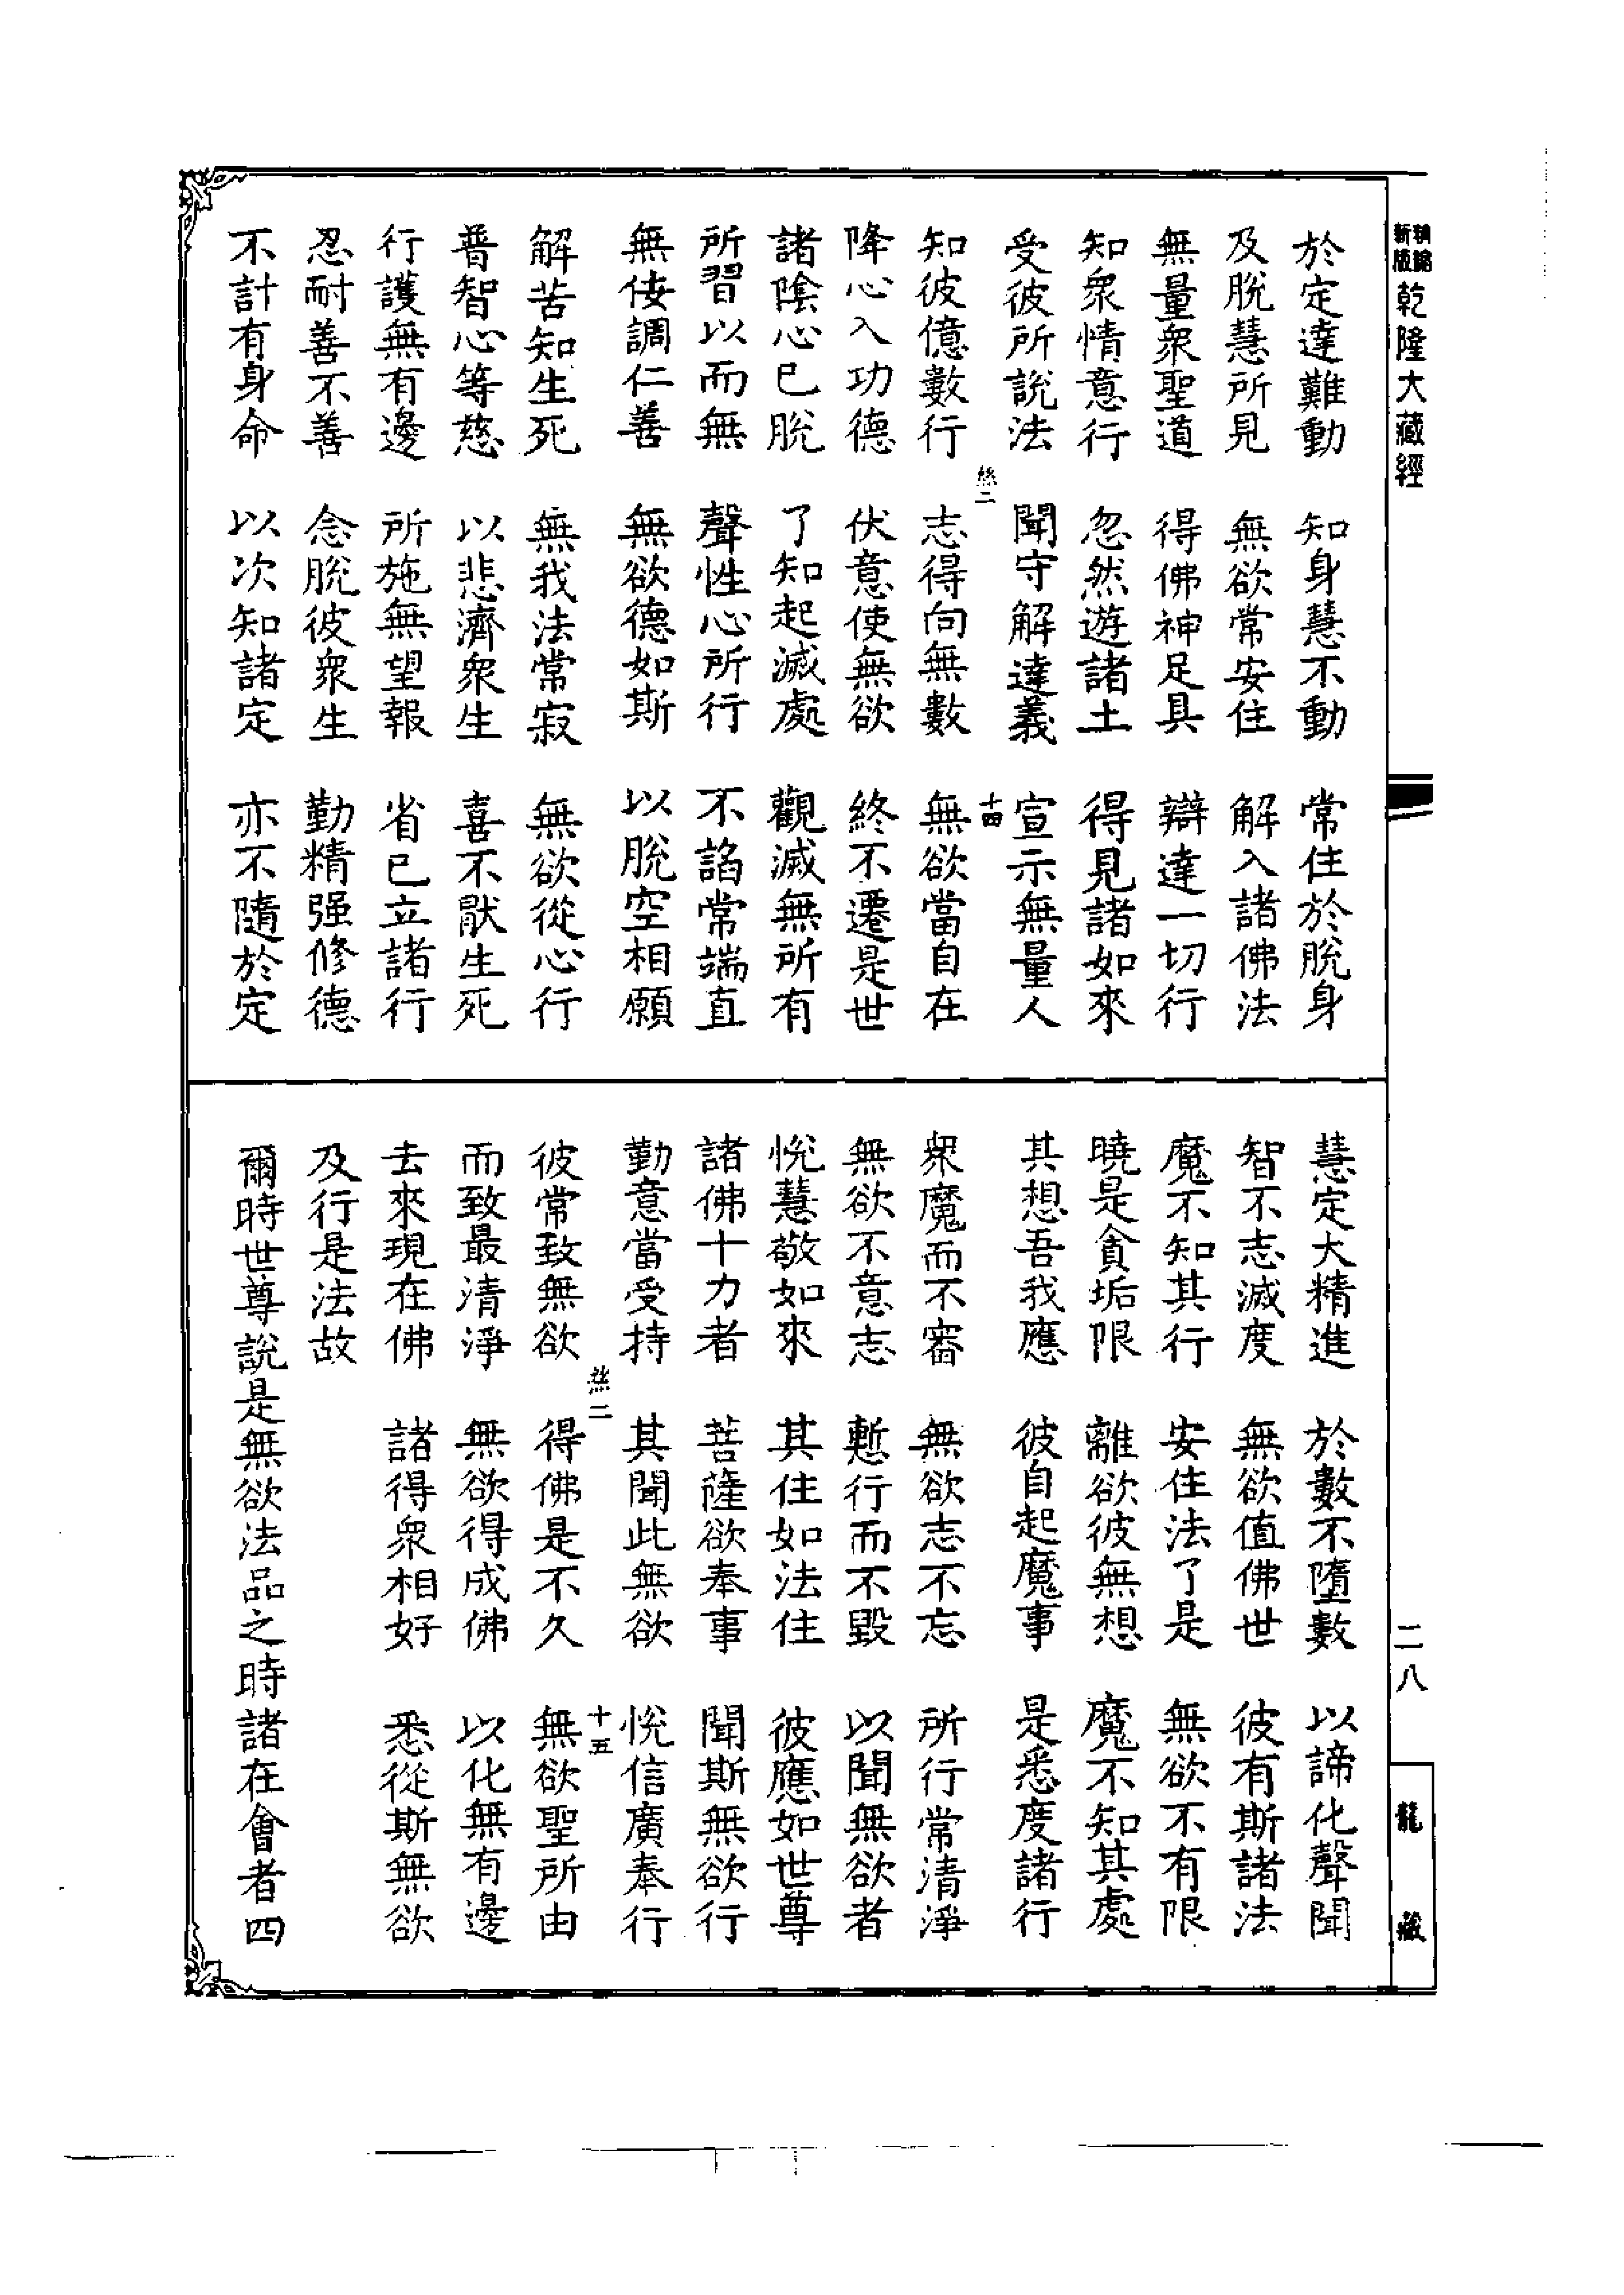 乾隆大藏經
於定達難動　知身慧不動　常住於脫身
及脫慧所見　無欲常安住　解入諸佛法
無量衆聖道　得佛神足具　辯達一切行
知衆情意行　忽然遊諸土　得見諸如來
受彼所說法　聞守解達義　宣示無量人
絲二　十四
知彼億數行　志得向無數　無欲當自在
降心入功德　伏意使無欲　終不遷是世
諸陰心已脫　了知起滅處　觀滅無所有
所習以而無　聲性心所行　不諂常端直
無佞調仁善　無欲德如斯　以脫空相願
解苦知生死　無我法常寂　無欲從心行
普智心等慈　以悲濟衆生　喜不厭生死
行護無有邊　所施無望報　省已立諸行
忍耐善不善　念脫彼衆生　勤精强修德
不計有身命　以次知諸定　亦不隨於定
慧定大精進　於數不墮數　以諦化聲聞
智不志滅度　無欲值佛世　彼有斯諸法
魔不知其行　安住法了是　無欲不有限
曉是貪垢限　離欲彼無想　魔不知其處
其想吾我應　彼自起魔事　是悉度諸行
衆魔而不審　無欲志不忘　所行常清淨
無欲不意志　慙行而不毀　以聞無欲者
悅慧敬如來　其住如法住　彼應如世尊
諸佛十力者　菩薩欲奉事　聞斯無欲行
勤意當受持　其聞此無欲　悅信廣奉行
絲二　十五
彼常致無欲　得佛是不久　無欲聖所由
而致最清淨　無欲得成佛　以化無有邊
去來現在佛　諸得衆相好　悉從斯無欲
及行是法故
爾時世尊說是無欲法品之時諸在會者四
二八
龍藏